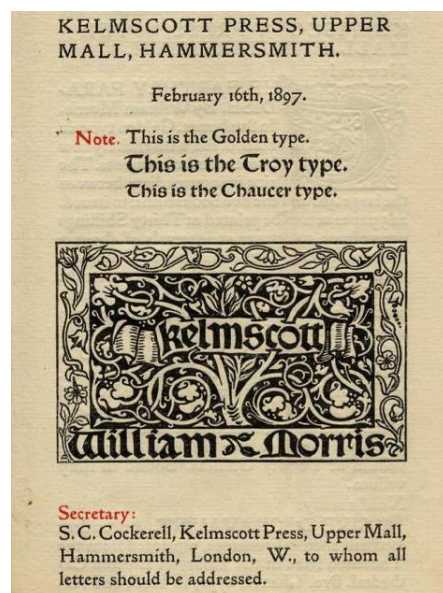 KELMSCOTT PRESS, UPPER
MALL, HAMMERSMITH.
February 16th, 1897.
Note. This is the Golden type.
This is the Troy type.
This is the Chaucer type.
kelmscott
William Morris
Secretary:
S. C. Cockerell, Kelmscott Press, Upper Mall,
Hammersmith, London, W., to whom all
letters should be addressed.